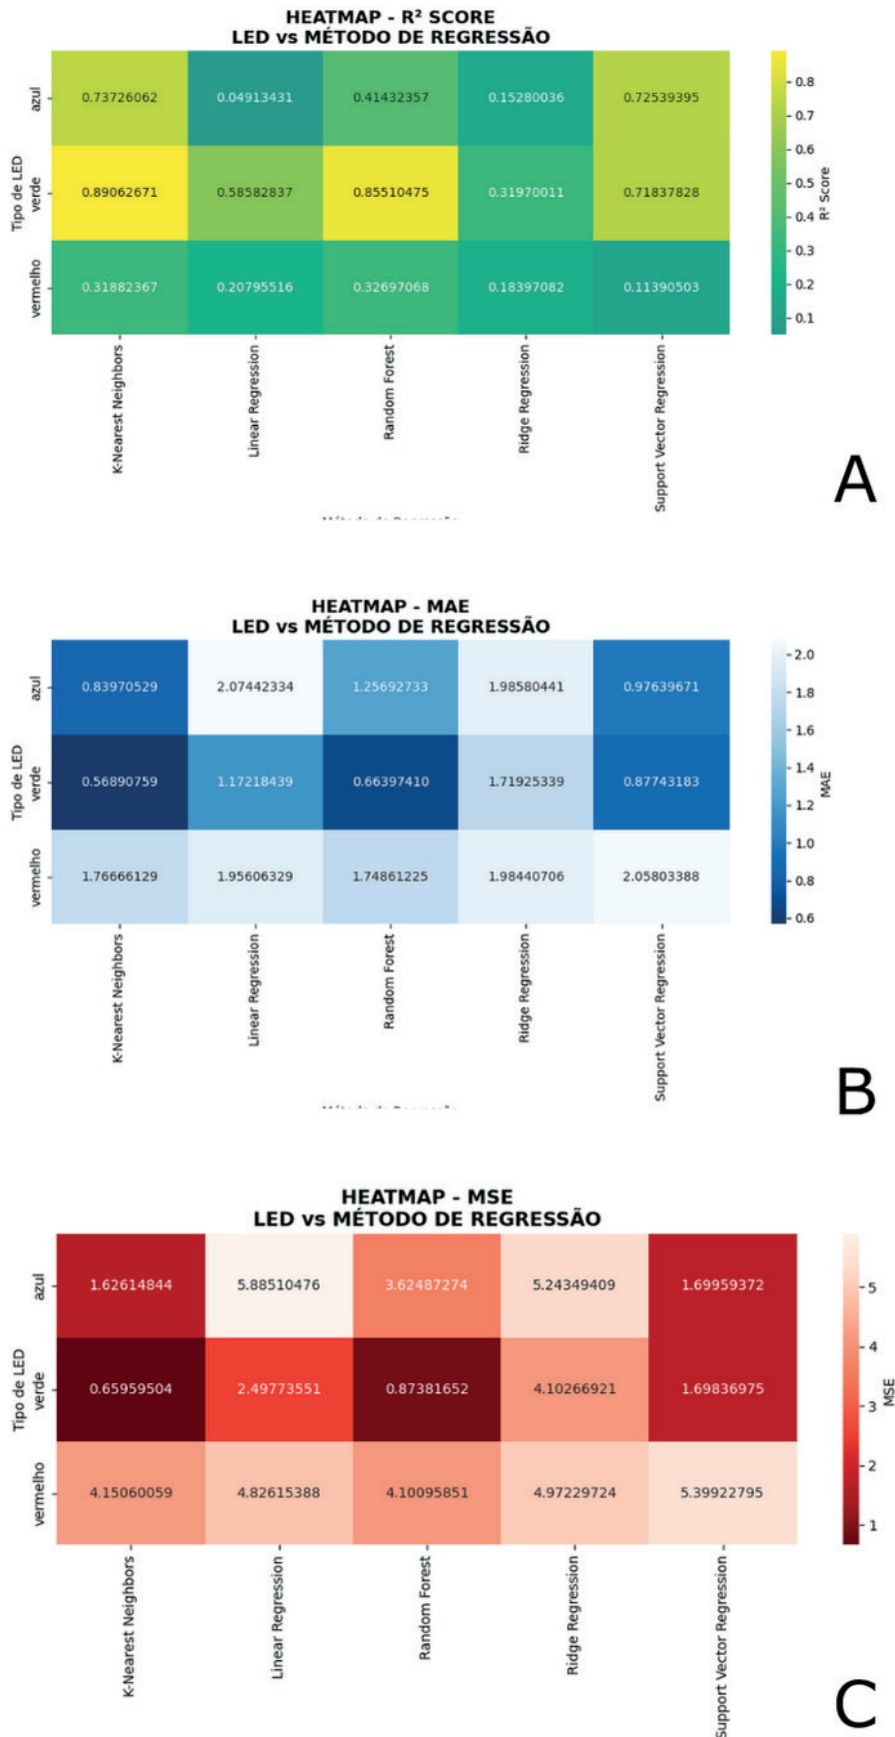 HEATMAP - R² SCORE
LED vs MÉTODO DE REGRESSÃO
Tipo de LED
azul
verde
vermelho
0.73726062 0.04913431 0.41432357 0.15280036 0.72539395
0.89062671 0.58582837 0.85510475 0.31970011 0.71837828
0.31882367 0.20795516 0.32697068 0.18397082 0.11390503
K-Nearest Neighbors
Linear Regression
Random Forest
Ridge Regression
Support Vector Regression
0.8
0.7
0.6
0.5
0.4
0.3
0.2
0.1
R² Score
A
HEATMAP - MAE
LED vs MÉTODO DE REGRESSÃO
Tipo de LED
azul
verde
vermelho
0.83970529 2.07442334 1.25692733 1.98580441 0.97639671
0.56890759 1.17218439 0.66397410 1.71925339 0.87743183
1.76666129 1.95606329 1.74861225 1.98440706 2.05803388
K-Nearest Neighbors
Linear Regression
Random Forest
Ridge Regression
Support Vector Regression
2.0
1.8
1.6
1.4
1.2
1.0
0.8
0.6
MAE
B
HEATMAP - MSE
LED vs MÉTODO DE REGRESSÃO
Tipo de LED
azul
verde
vermelho
1.62614844 5.88510476 3.62487274 5.24349409 1.69959372
0.65959504 2.49773551 0.87381652 4.10266921 1.69836975
4.15060059 4.82615388 4.10095851 4.97229724 5.39922795
K-Nearest Neighbors
Linear Regression
Random Forest
Ridge Regression
Support Vector Regression
5
4
3
2
1
MSE
C